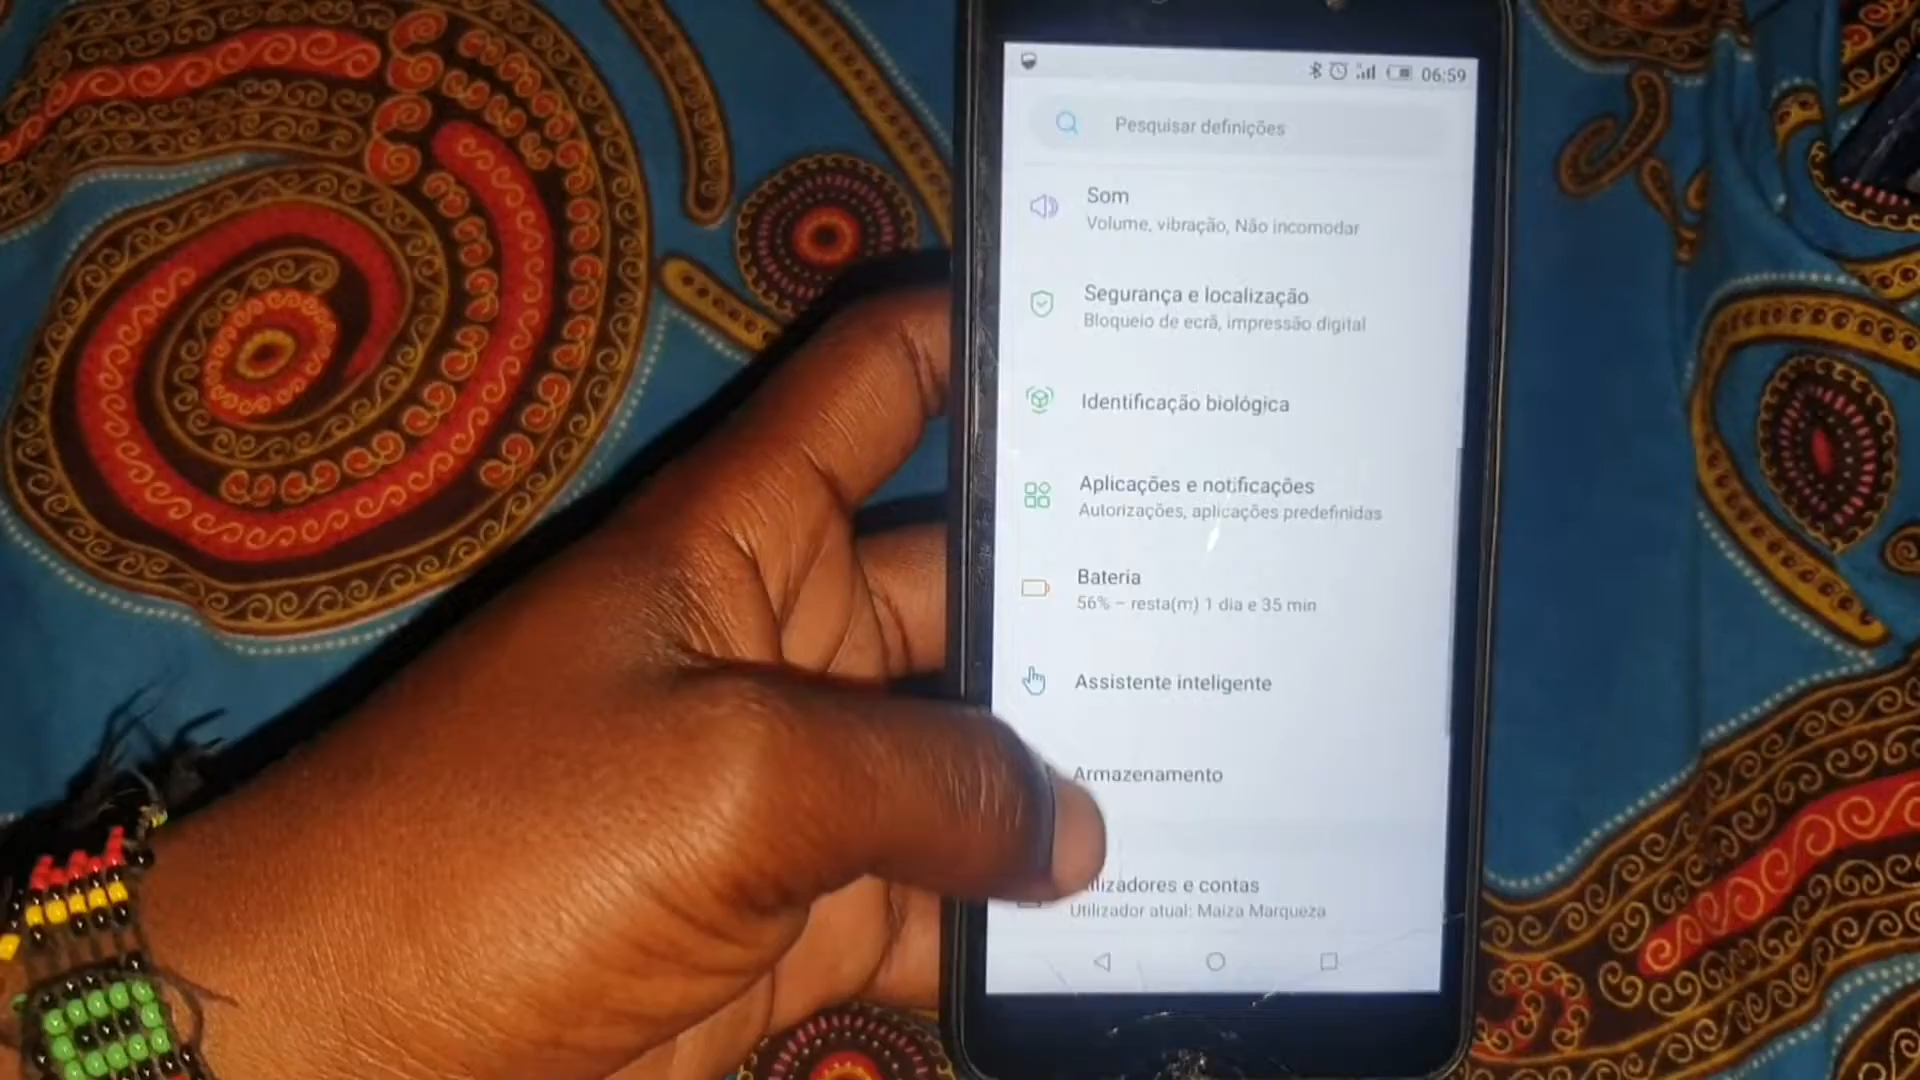 06:59
Pesquisar definições
Som
Volume, vibração, Não incomodar
Segurança e localização
Bloqueio de ecrã, impressão digital
Identificação biológica
Aplicações e notificações
Autorizações, aplicações predefinidas
Bateria
56% – resta(m) 1 dia e 35 min
Assistente inteligente
Armazenamento
e contas
Utilizador atual: Maiza Marqueza